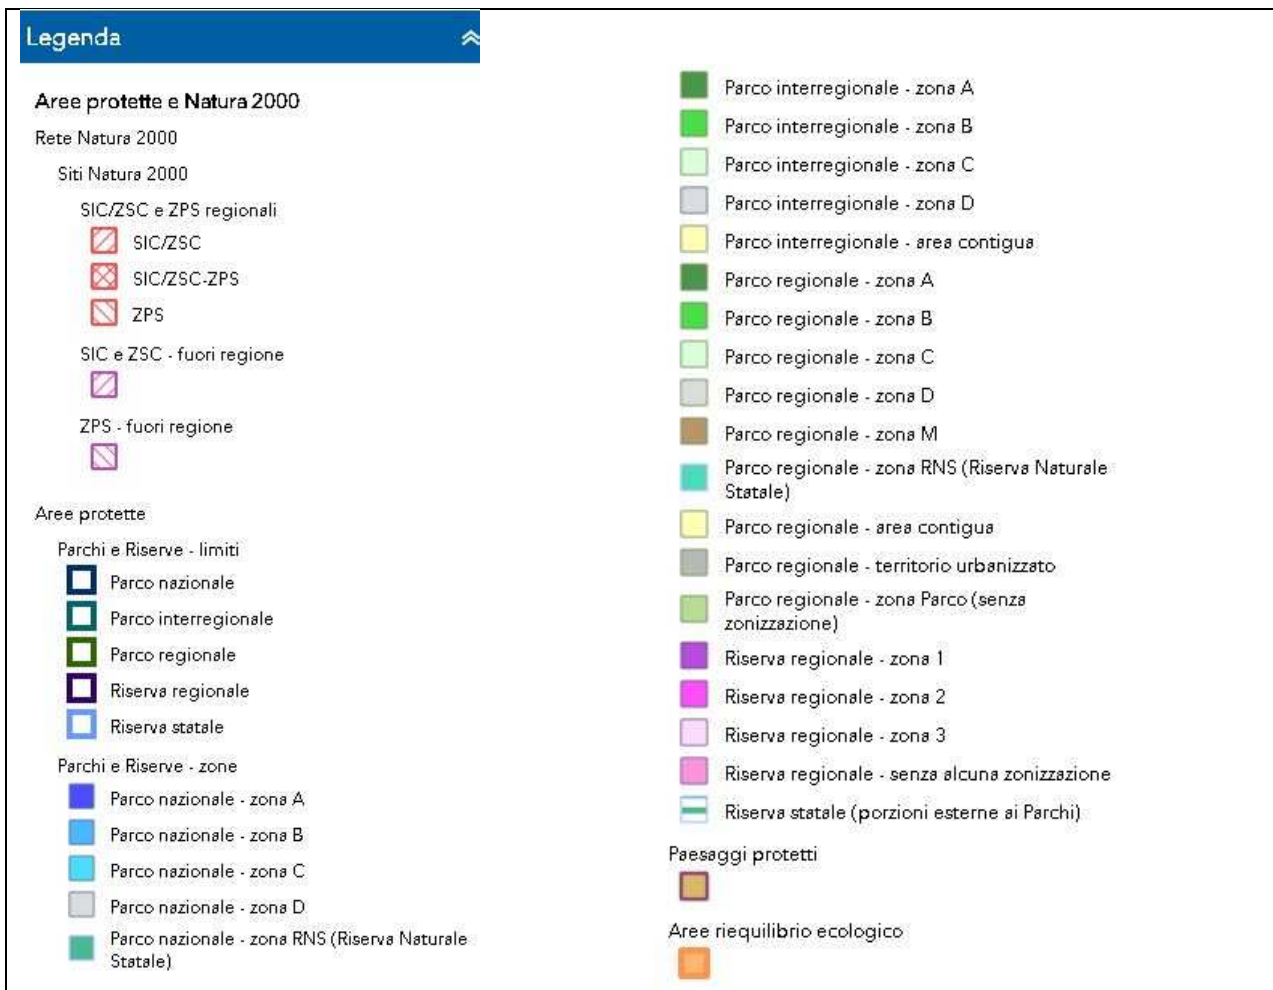 Legenda
Aree protette e Natura 2000
Rete Natura 2000
Siti Natura 2000
SIC/ZSC e ZPS regionali
SIC/ZSC
SIC/ZSC-ZPS
ZPS
SIC e ZSC - fuori regione
ZPS - fuori regione
Aree protette
Parchi e Riserve - limiti
Parco nazionale
Parco interregionale
Parco regionale
Riserva regionale
Riserva statale
Parchi e Riserve - zone
Parco nazionale - zona A
Parco nazionale - zona B
Parco nazionale - zona C
Parco nazionale - zona D
Parco nazionale - zona RNS (Riserva Naturale
Statale)
Parco interregionale - zona A
Parco interregionale - zona B
Parco interregionale - zona C
Parco interregionale - zona D
Parco interregionale - area contigua
Parco regionale - zona A
Parco regionale - zona B
Parco regionale - zona C
Parco regionale - zona D
Parco regionale - zona M
Parco regionale - zona RNS (Riserva Naturale
Statale)
Parco regionale - area contigua
Parco regionale - territorio urbanizzato
Parco regionale - zona Parco (senza
zonizzazione)
Riserva regionale - zona 1
Riserva regionale - zona 2
Riserva regionale - zona 3
Riserva regionale - senza alcuna zonizzazione
Riserva statale (porzioni esterne ai Parchi)
Paesaggi protetti
Aree riequilibrio ecologico